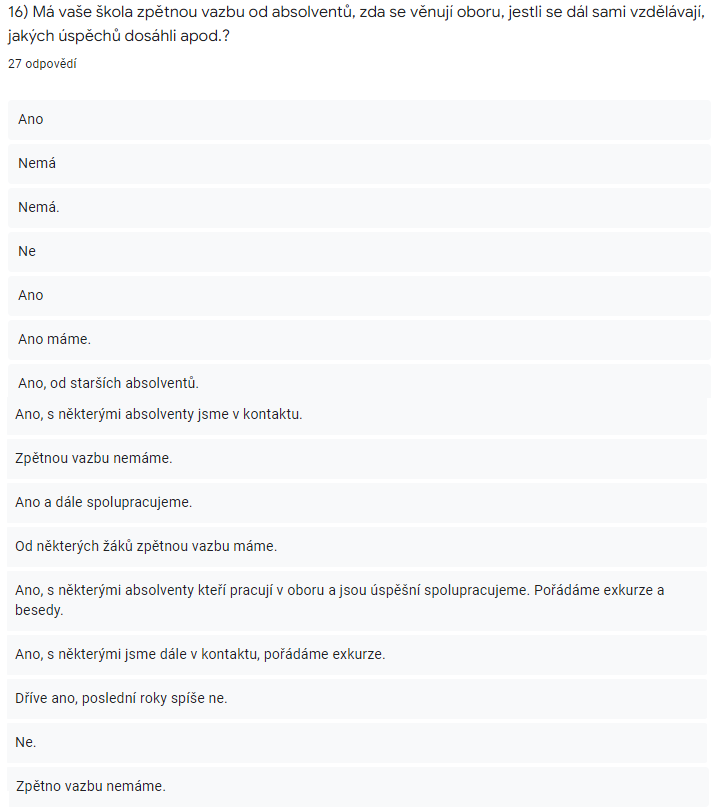 16) Má vaše škola zpětnou vazbu od absolventů, zda se věnují oboru, jestli se dál sami vzdělávají,
jakých úspěchů dosáhli apod.?
27 odpovědí
Ano
Nemá
Nemá.
Ne
Ano
Ano máme.
Ano, od starších absolventů.
Ano, s některými absolventy jsme v kontaktu.
Zpětnou vazbu nemáme.
Ano a dále spolupracujeme.
Od některých žáků zpětnou vazbu máme.
Ano, s některými absolventy kteří pracují v oboru a jsou úspěšní spolupracujeme. Pořádáme exkurze a
besedy.
Ano, s některými jsme dále v kontaktu, pořádáme exkurze.
Dříve ano, poslední roky spíše ne.
Ne.
Zpětno vazbu nemáme.